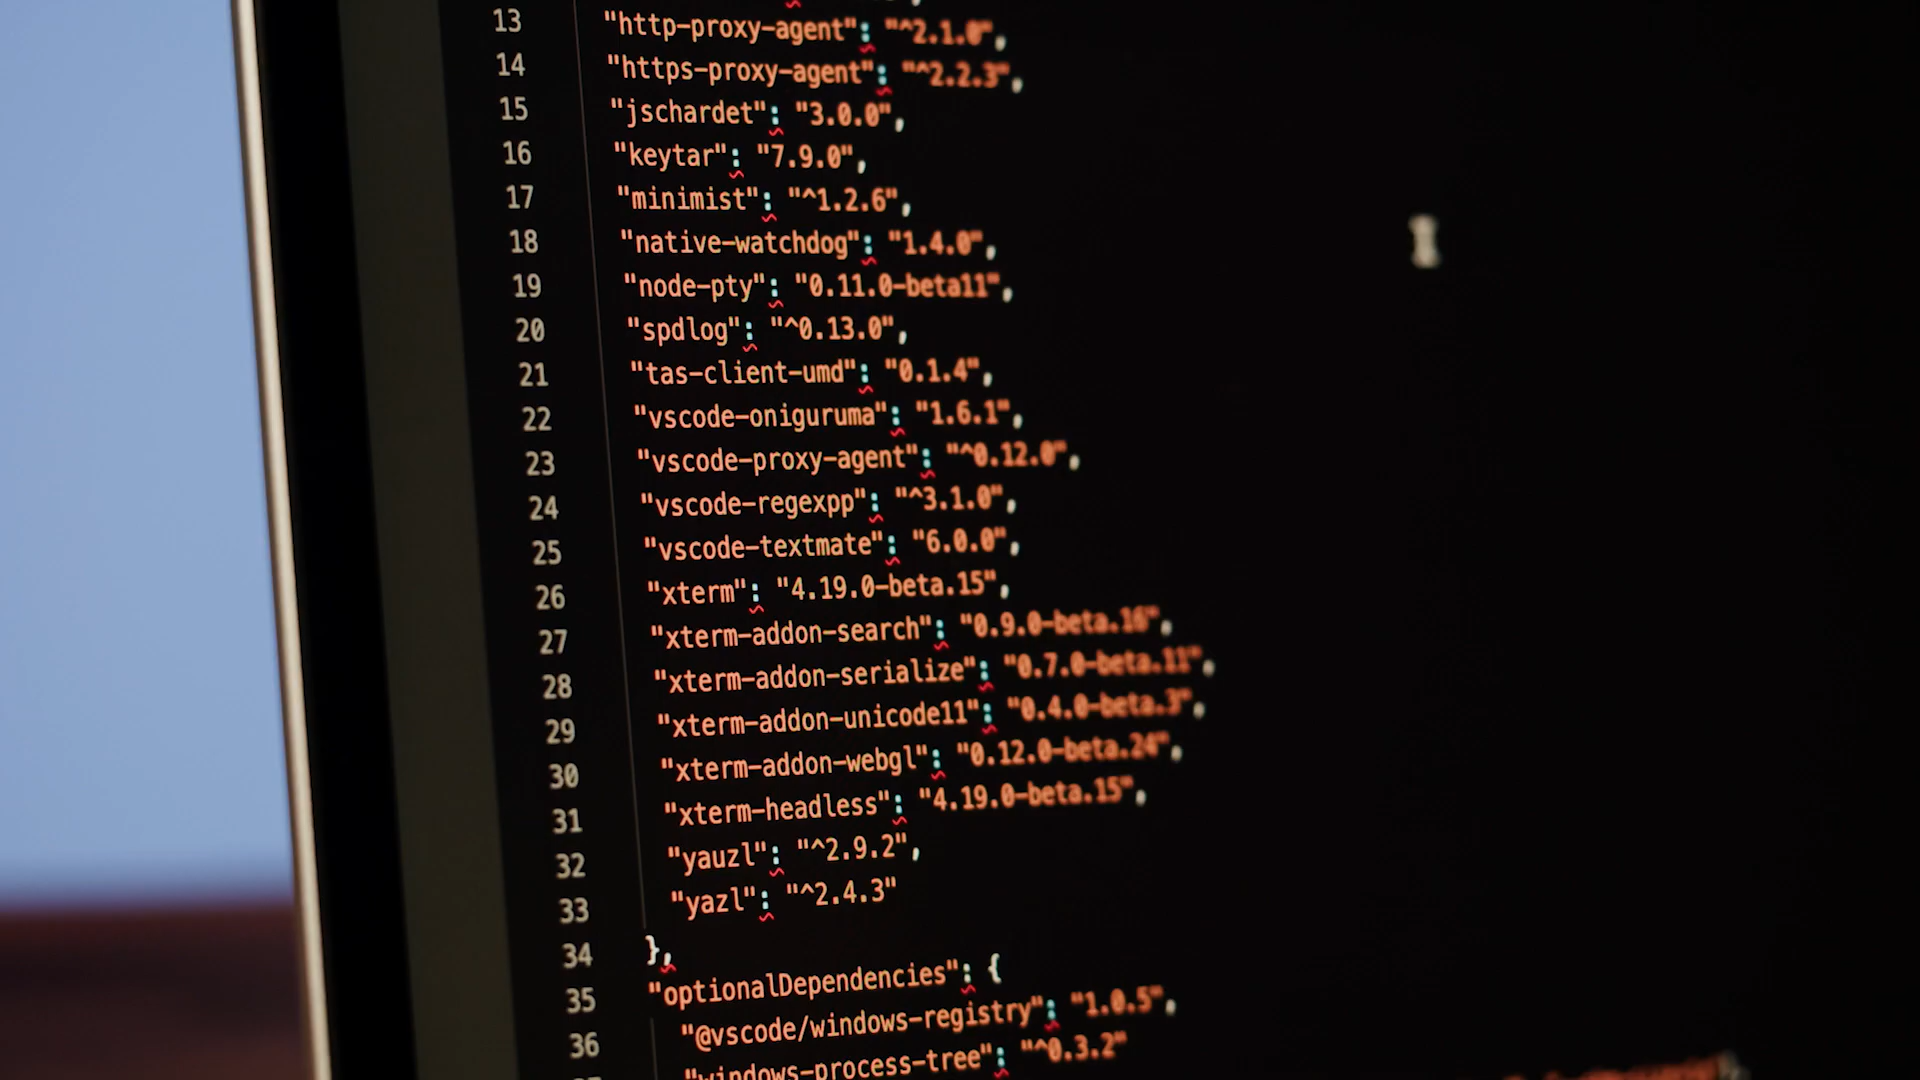 13 "http-proxy-agent": "^2.1.0",
14 "https-proxy-agent": "^2.2.3",
15 "jschardet": "3.0.0",
16 "keytar": "7.9.0",
17 "minimist": "^1.2.6",
18 "native-watchdog": "1.4.0",
19 "node-pty": "0.11.0-beta11",
20 "spdlog": "^0.13.0",
21 "tas-client-umd": "0.1.4",
22 "vscode-oniguruma": "1.6.1",
23 "vscode-proxy-agent": "^0.12.0",
24 "vscode-regexpp": "^3.1.0",
25 "vscode-textmate": "6.0.0",
26 "xterm": "4.19.0-beta.15",
27 "xterm-addon-search": "0.9.0-beta.16",
28 "xterm-addon-serialize": "0.7.0-beta.11",
29 "xterm-addon-unicode11": "0.4.0-beta.3",
30 "xterm-addon-webgl": "0.12.0-beta.24",
31 "xterm-headless": "4.19.0-beta.15",
32 "yauzl": "^2.9.2",
33 "yazl": "^2.4.3"
34 },
35 "optionalDependencies": {
36 "@vscode/windows-registry": "1.0.5",
"windows-process-tree": "^0.3.2"